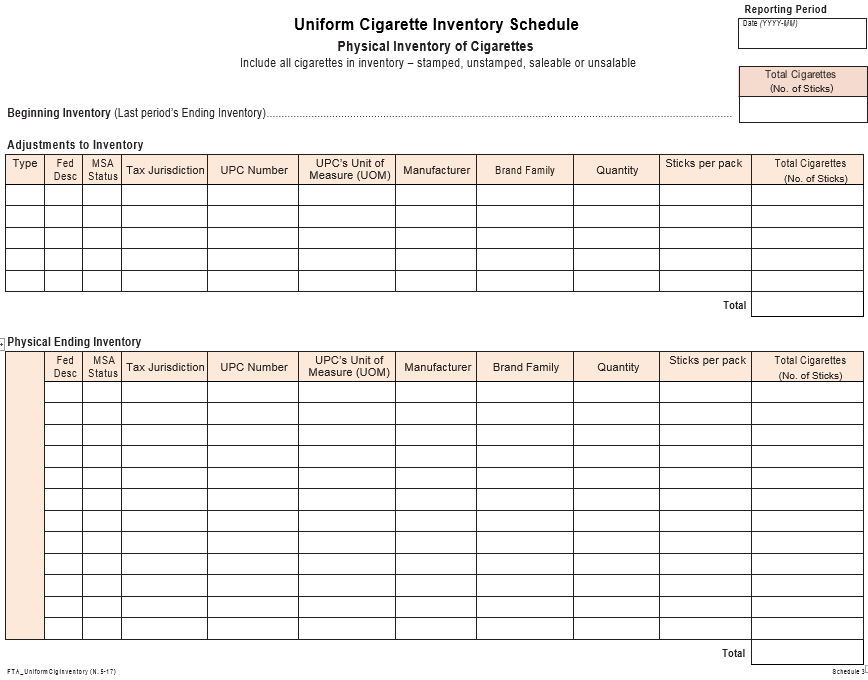 Reporting Period
Date (YYYY-MM)
Uniform Cigarette Inventory Schedule
Physical Inventory of Cigarettes
Include all cigarettes in inventory – stamped, unstamped, saleable or unsalable
Total Cigarettes
(No. of Sticks)
Beginning Inventory (Last period's Ending Inventory)
Adjustments to Inventory
Type Fed Desc MSA Status Tax Jurisdiction UPC Number UPC's Unit of Measure (UOM) Manufacturer Brand Family Quantity Sticks per pack Total Cigarettes (No. of Sticks)
Total
Physical Ending Inventory
Fed Desc MSA Status Tax Jurisdiction UPC Number UPC's Unit of Measure (UOM) Manufacturer Brand Family Quantity Sticks per pack Total Cigarettes (No. of Sticks)
Total
FTA_UniformCigInventory (N. 5-17) Schedule 3